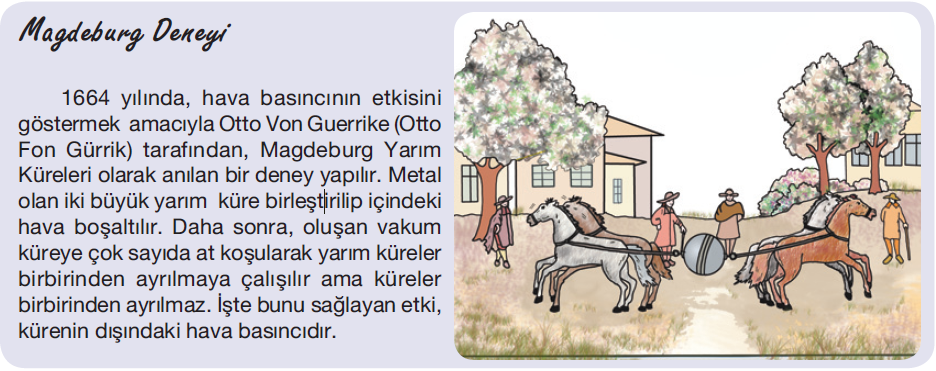 Magdeburg Deneyi
1664 yılında, hava basıncının etkisini
göstermek amacıyla Otto Von Guerrike (Otto
Fon Gürrik) tarafından, Magdeburg Yarım
Küreleri olarak anılan bir deney yapılır. Metal
olan iki büyük yarım küre birleştirilip içindeki
hava boşaltılır. Daha sonra, oluşan vakum
küreye çok sayıda at koşularak yarım küreler
birbirinden ayrılmaya çalışılır ama küreler
birbirinden ayrılmaz. İşte bunu sağlayan etki,
kürenin dışındaki hava basıncıdır.